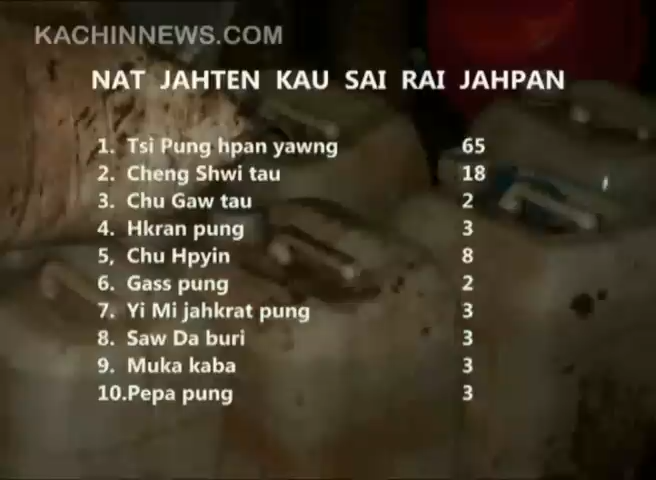 KACHINNEWS.COM
NAT JAHTEN KAU SAI RAI JAHPAN
1. Tsi Pung hpan yawng 65
2. Cheng Shwi tau 18
3. Chu Gaw tau 2
4. Hkran pung 3
5, Chu Hpyin 8
6. Gass pung 2
7. Yi Mi jahkrat pung 3
8. Saw Da buri 3
9. Muka kaba 3
10.Pepa pung 3